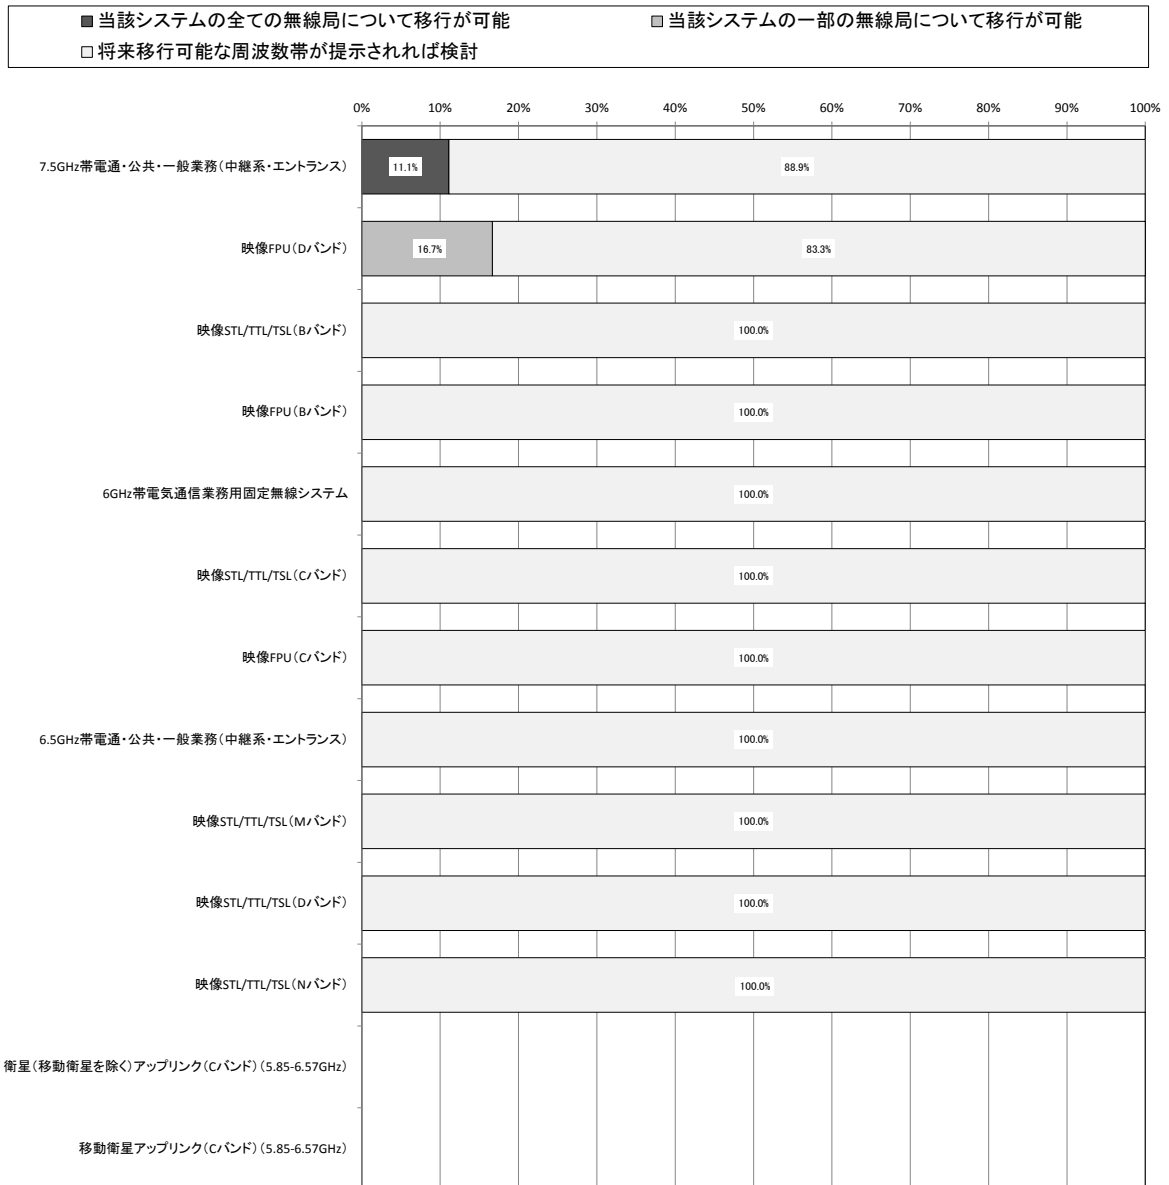 ■当該システムの全ての無線局について移行が可能 ■当該システムの一部の無線局について移行が可能
□将来移行可能な周波数帯が提示されれば検討
0% 10% 20% 30% 40% 50% 60% 70% 80% 90% 100%
7.5GHz帯電通・公共・一般業務(中継系・エントランス) 11.1% 88.9%
映像FPU(Dバンド) 16.7% 83.3%
映像STL/TTL/TSL(Bバンド) 100.0%
映像FPU(Bバンド) 100.0%
6GHz帯電気通信業務用固定無線システム 100.0%
映像STL/TTL/TSL(Cバンド) 100.0%
映像FPU(Cバンド) 100.0%
6.5GHz帯電通・公共・一般業務(中継系・エントランス) 100.0%
映像STL/TTL/TSL(Mバンド) 100.0%
映像STL/TTL/TSL(Dバンド) 100.0%
映像STL/TTL/TSL(Nバンド) 100.0%
衛星(移動衛星を除く)アップリンク(Cバンド)(5.85-6.57GHz)
移動衛星アップリンク(Cバンド)(5.85-6.57GHz)